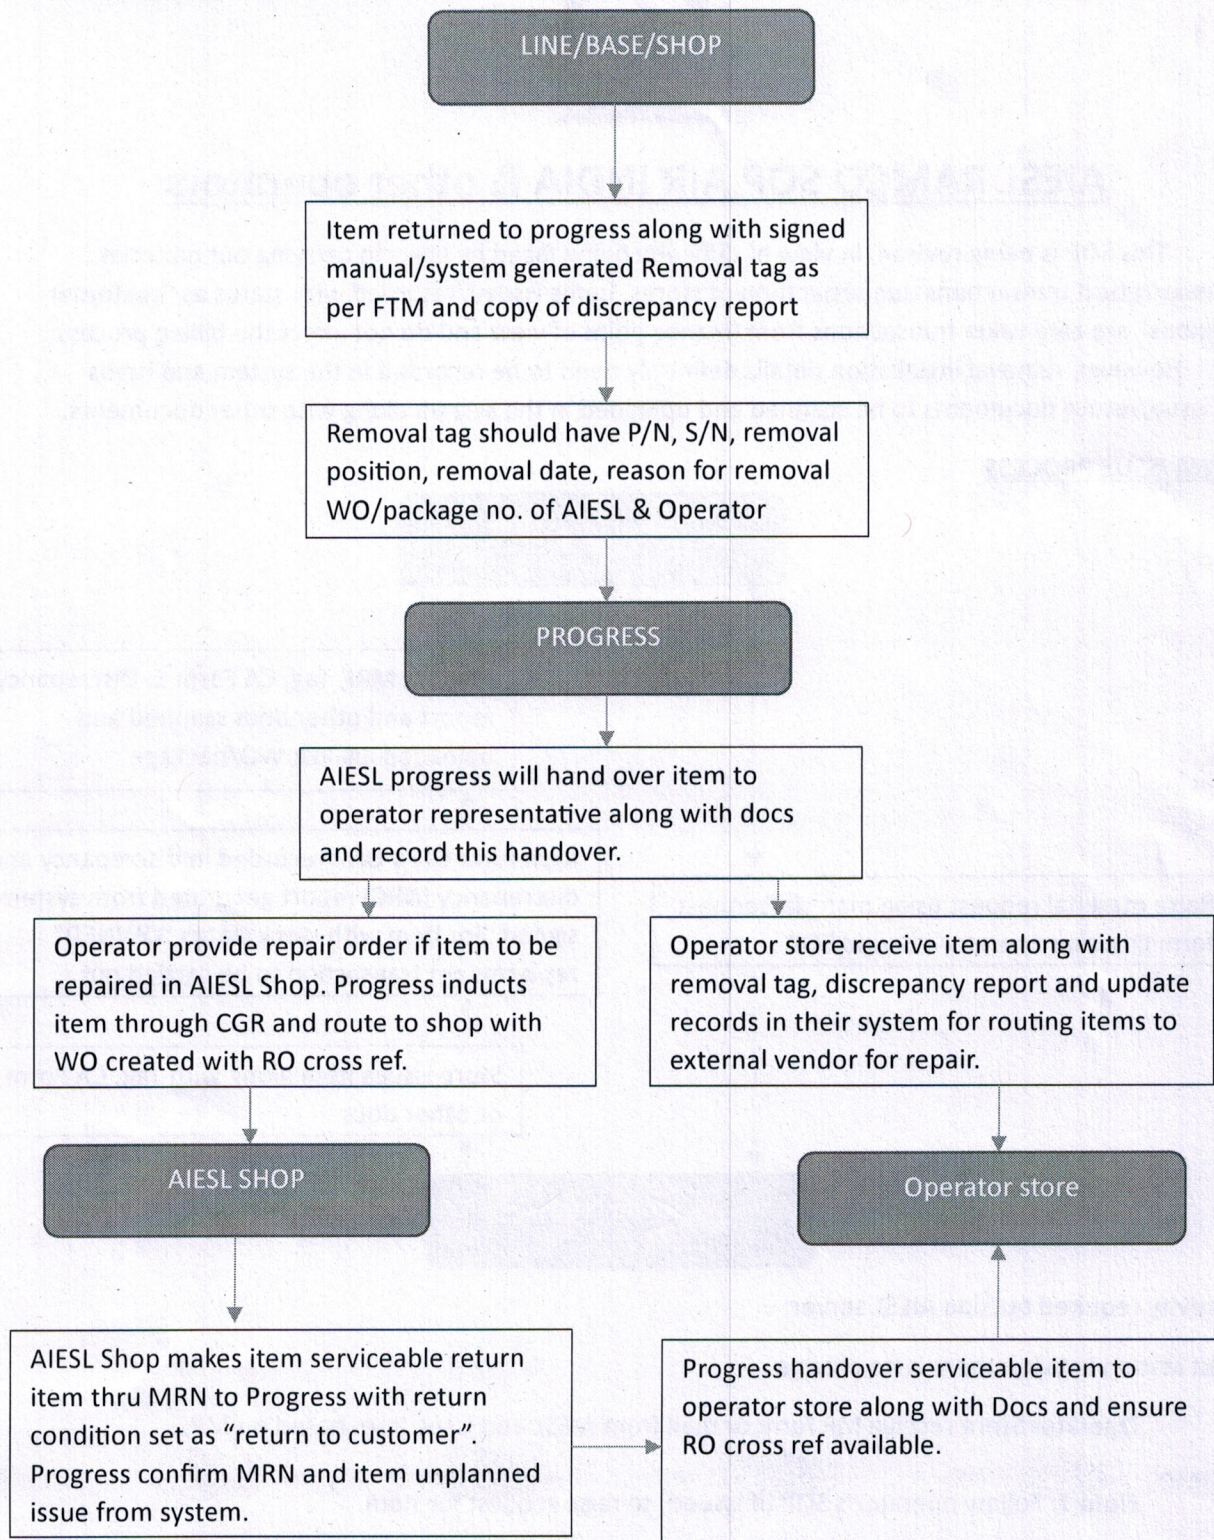 LINE/BASE/SHOP
Item returned to progress along with signed
manual/system generated Removal tag as
per FTM and copy of discrepancy report
Removal tag should have P/N, S/N, removal
position, removal date, reason for removal
WO/package no. of AIESL & Operator
PROGRESS
AIESL progress will hand over item to
operator representative along with docs
and record this handover.
Operator provide repair order if item to be
repaired in AIESL Shop. Progress inducts
item through CGR and route to shop with
WO created with RO cross ref.
Operator store receive item along with
removal tag, discrepancy report and update
records in their system for routing items to
external vendor for repair.
AIESL SHOP
Operator store
AIESL Shop makes item serviceable return
item thru MRN to Progress with return
condition set as “return to customer”.
Progress confirm MRN and item unplanned
issue from system.
Progress handover serviceable item to
operator store along with Docs and ensure
RO cross ref available.